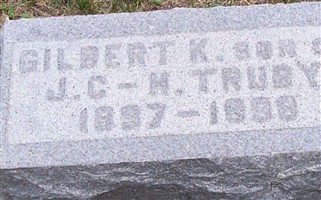 GILBERT K. SON O
J. C - H. TRUBY
1897 - 1898